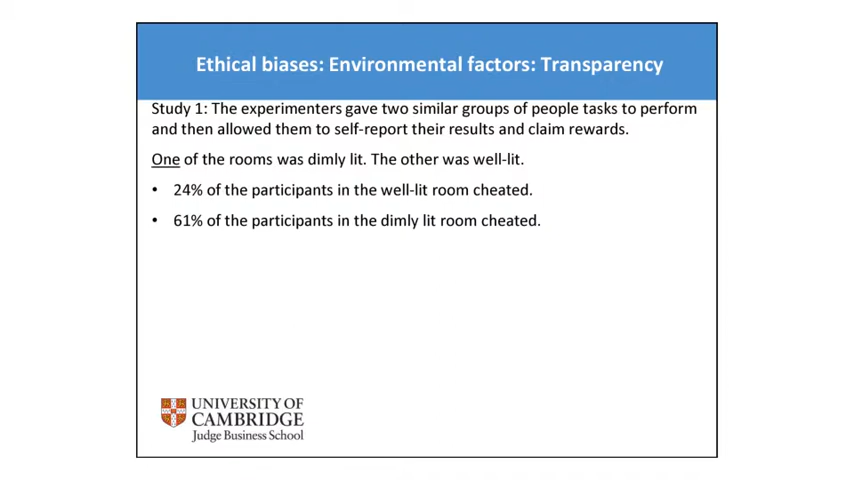 Ethical biases: Environmental factors: Transparency
Study 1: The experimenters gave two similar groups of people tasks to perform
and then allowed them to self-report their results and claim rewards.
One of the rooms was dimly lit. The other was well-lit.
• 24% of the participants in the well-lit room cheated.
• 61% of the participants in the dimly lit room cheated.
UNIVERSITY OF
CAMBRIDGE
Judge Business School